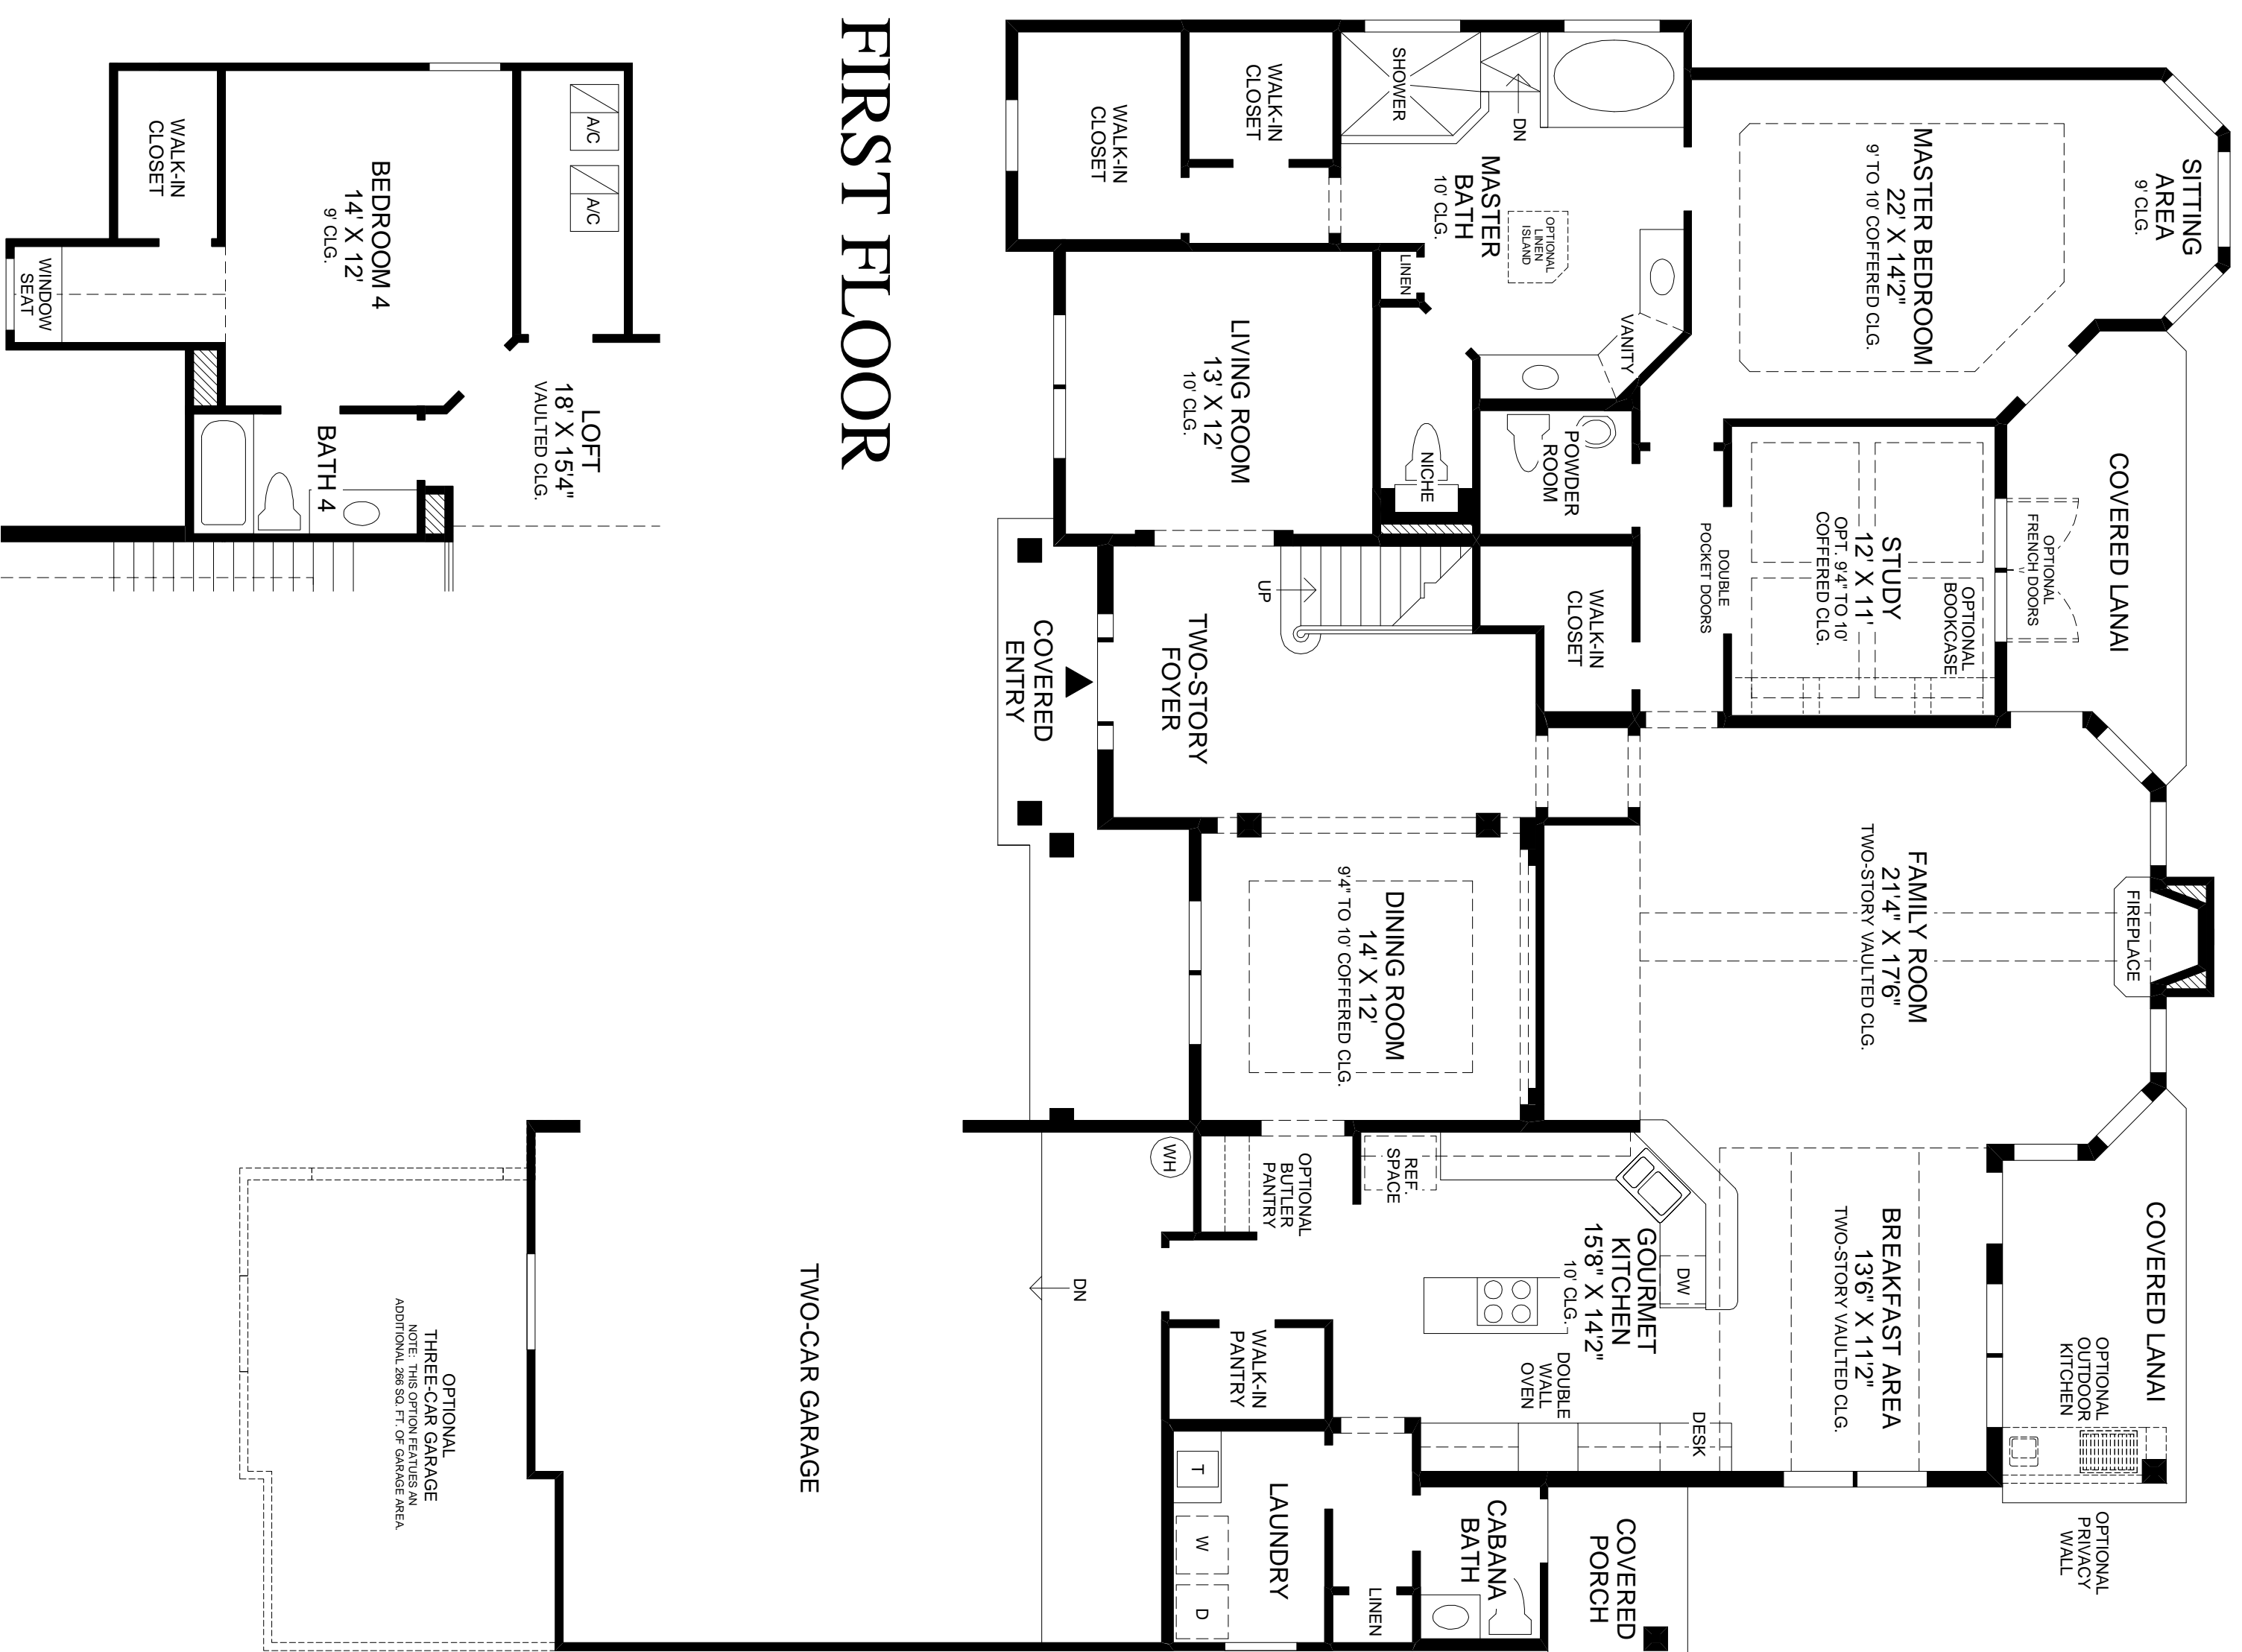 SITTING
AREA
9' CLG.
MASTER BEDROOM
22' X 14'2"
9' TO 10' COFFERED CLG.
COVERED LANAI
OPTIONAL
FRENCH DOORS
OPTIONAL
BOOKCASE
STUDY
12' X 11'
OPT. 9'4" TO 10'
COFFERED CLG.
DOUBLE
POCKET DOORS
FIREPLACE
FAMILY ROOM
21'4" X 17'6"
TWO-STORY VAULTED CLG.
COVERED LANAI
OPTIONAL
OUTDOOR
KITCHEN
OPTIONAL
PRIVACY
WALL
BREAKFAST AREA
13'6" X 11'2"
TWO-STORY VAULTED CLG.
DESK
DW
GOURMET
KITCHEN
15'8" X 14'2"
10' CLG.
DOUBLE
WALL
OVEN
REF.
SPACE
OPTIONAL
BUTLER
PANTRY
WALK-IN
PANTRY
COVERED
PORCH
CABANA
BATH
LINEN
LAUNDRY
T
W
D
WH
DN
SHOWER
DN
MASTER
BATH
10' CLG.
OPTIONAL
LINEN
ISLAND
VANITY
LINEN
NICHE
POWDER
ROOM
WALK-IN
CLOSET
WALK-IN
CLOSET
WALK-IN
CLOSET
LIVING ROOM
13' X 12'
10' CLG.
UP
TWO-STORY
FOYER
COVERED
ENTRY
DINING ROOM
14' X 12'
9'4" TO 10' COFFERED CLG.
FIRST FLOOR
TWO-CAR GARAGE
OPTIONAL
THREE-CAR GARAGE
NOTE: THIS OPTION FEATUES AN
ADDITIONAL 266 SQ. FT. OF GARAGE AREA.
A/C
A/C
LOFT
18' X 15'4"
VAULTED CLG.
BEDROOM 4
14' X 12'
9' CLG.
BATH 4
WALK-IN
CLOSET
WINDOW
SEAT